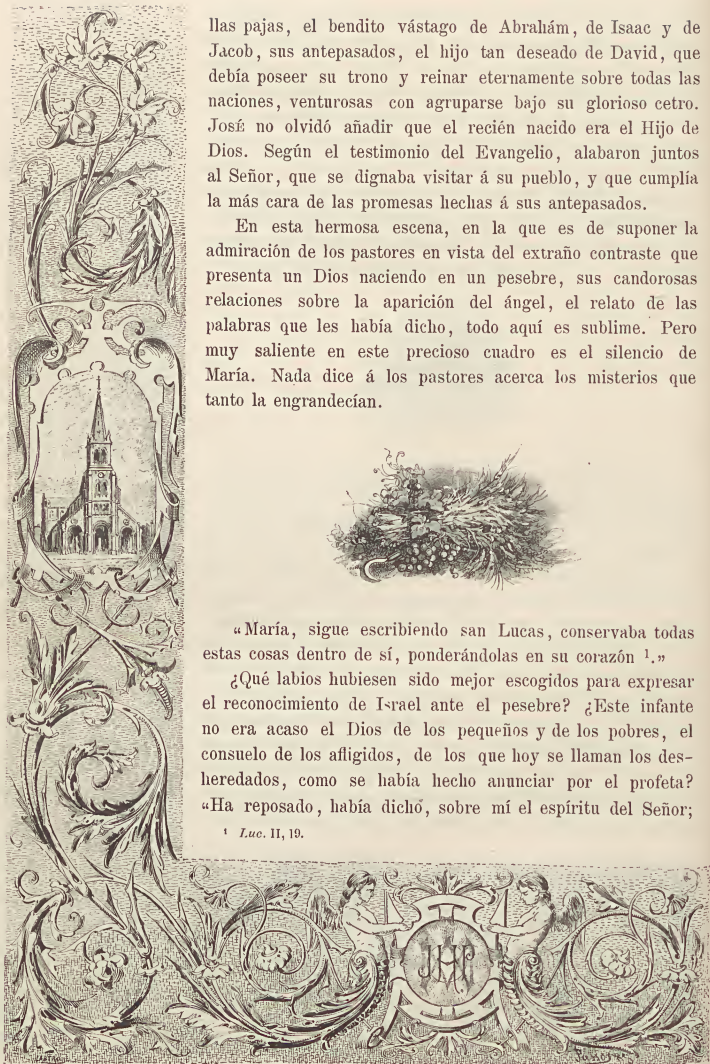 llas pajas, el bendito vástago de Abrahám, de Isaac y de
Jacob, sus antepasados, el hijo tan deseado de David, que
debía poseer su trono y reinar eternamente sobre todas las
naciones, venturosas con agruparse bajo su glorioso cetro.
José no olvidó añadir que el recién nacido era el Hijo de
Dios. Según el testimonio del Evangelio, alabaron juntos
al Señor, que se dignaba visitar á su pueblo, y que cumplía
la más cara de las promesas hechas á sus antepasados.
En esta hermosa escena, en la que es de suponer la
admiración de los pastores en vista del extraño contraste que
presenta un Dios naciendo en un pesebre, sus candorosas
relaciones sobre la aparición del ángel, el relato de las
palabras que les había dicho, todo aquí es sublime. Pero
muy saliente en este precioso cuadro es el silencio de
María. Nada dice á los pastores acerca los misterios que
tanto la engrandecían.
«María, sigue escribiendo san Lucas, conservaba todas
estas cosas dentro de sí, ponderándolas en su corazón ¹.»
¿Qué labios hubiesen sido mejor escogidos para expresar
el reconocimiento de Israel ante el pesebre? ¿Este infante
no era acaso el Dios de los pequeños y de los pobres, el
consuelo de los afligidos, de los que hoy se llaman los des-
heredados, como se había hecho anunciar por el profeta?
«Ha reposado, había dicho, sobre mí el espíritu del Señor;
¹ Luc. II, 19.